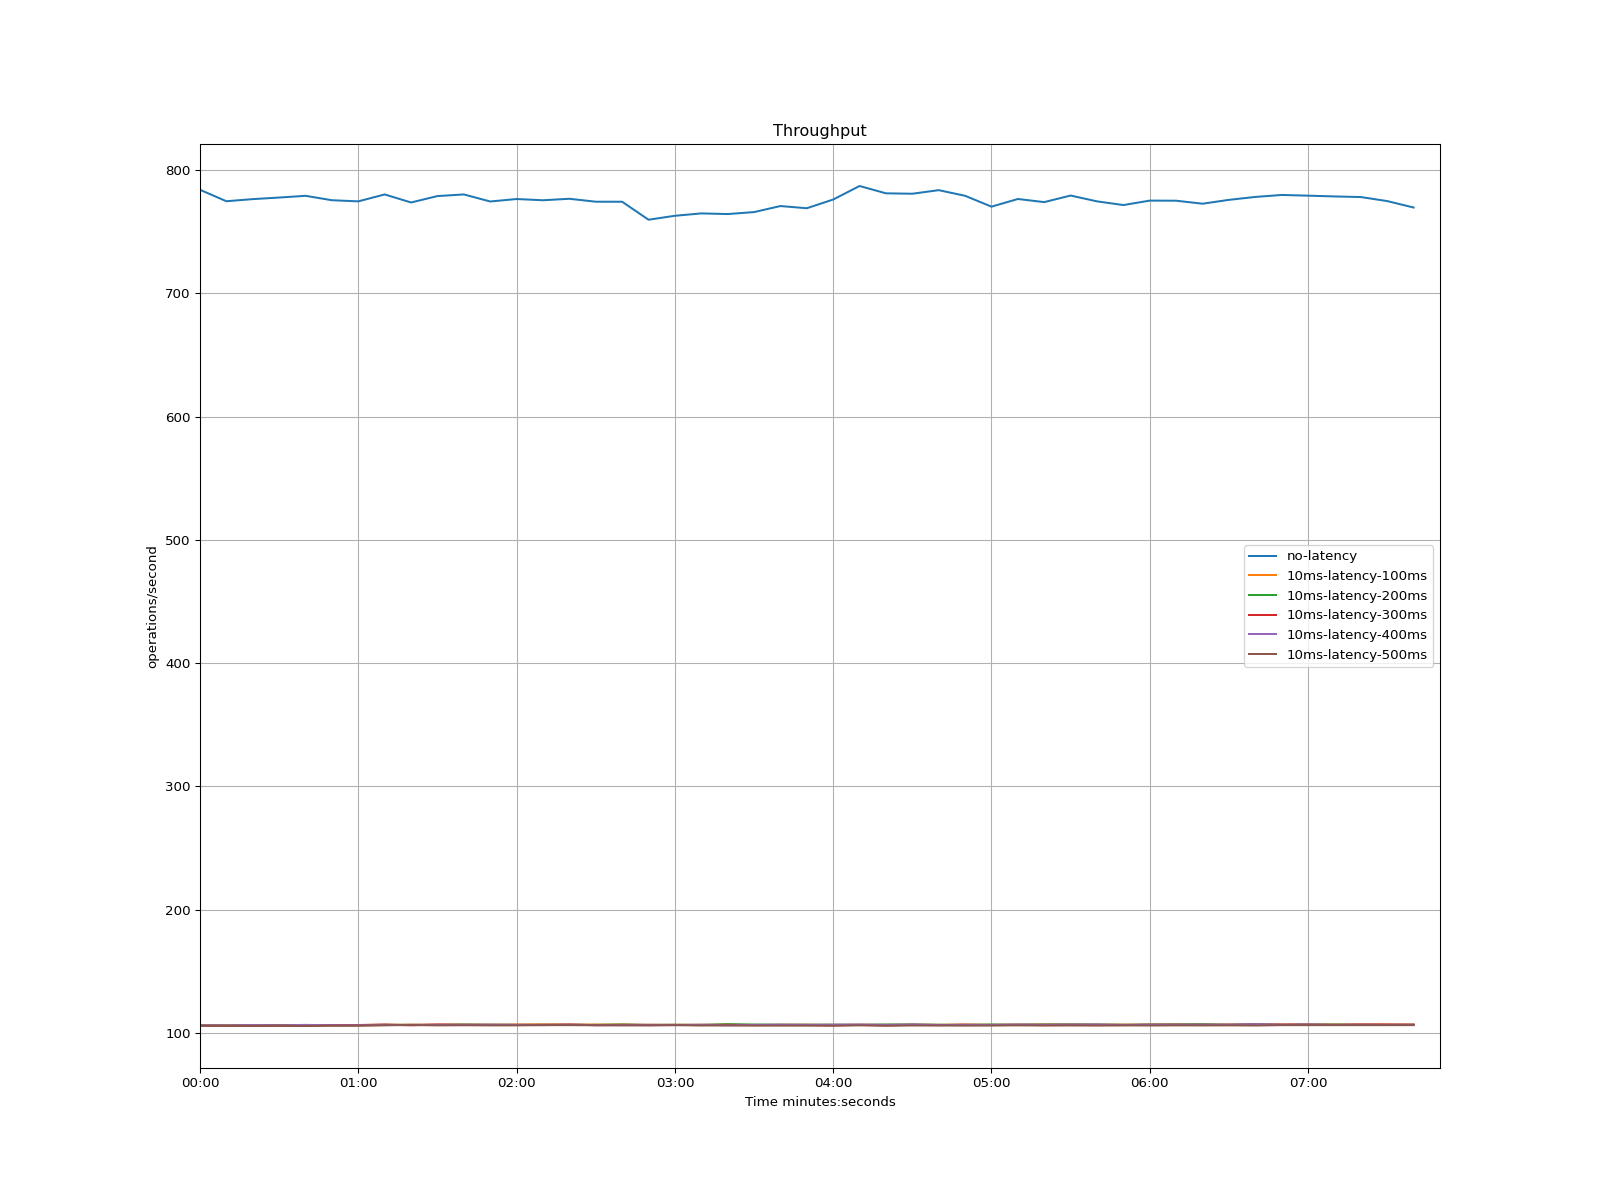 Throughput
800
700
600
500
400
300
200
100
operations/second
no-latency
10ms-latency-100ms
10ms-latency-200ms
10ms-latency-300ms
10ms-latency-400ms
10ms-latency-500ms
00:00 01:00 02:00 03:00 04:00 05:00 06:00 07:00
Time minutes:seconds